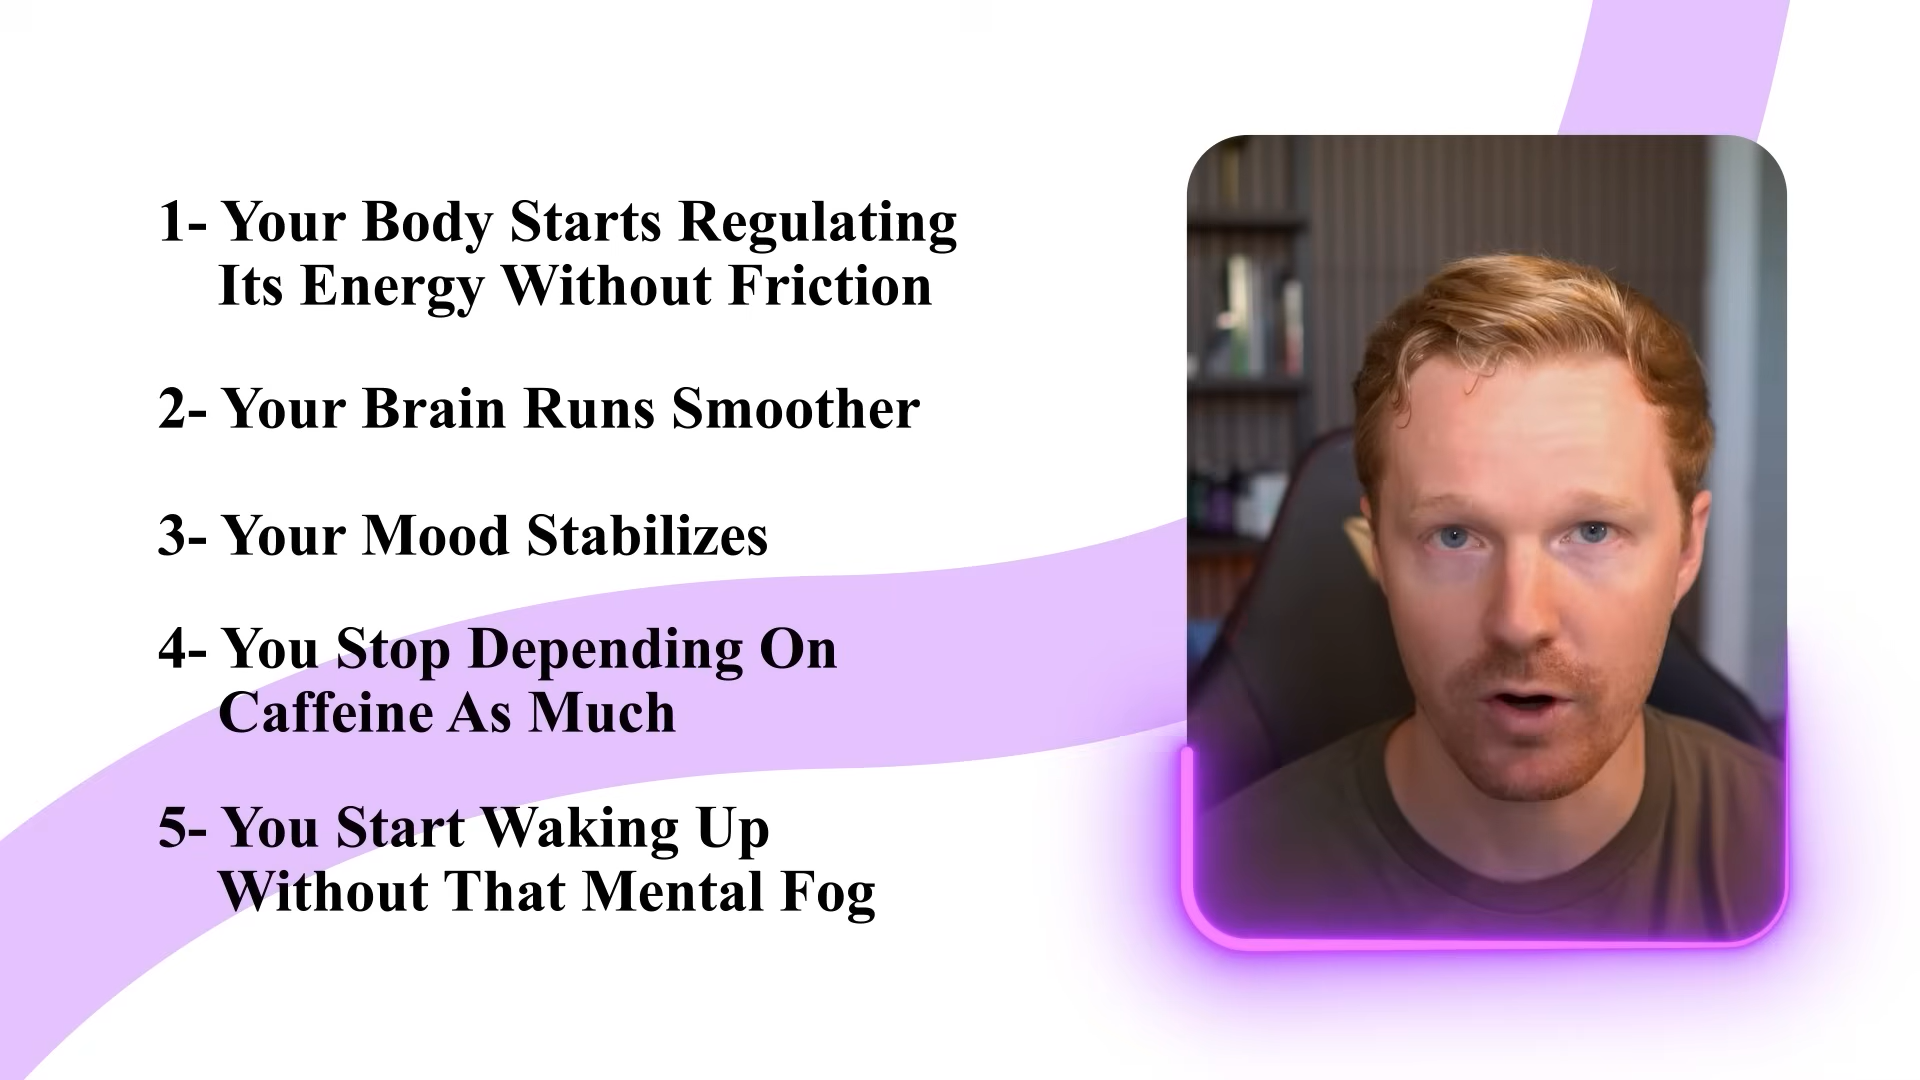 1- Your Body Starts Regulating
Its Energy Without Friction
2- Your Brain Runs Smoother
3- Your Mood Stabilizes
4- You Stop Depending On
Caffeine As Much
5- You Start Waking Up
Without That Mental Fog